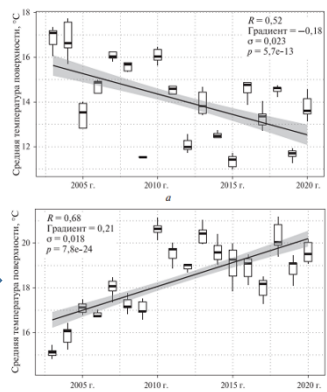 Средняя температура поверхности, °C
18
16
14
12
R = 0,52
Градиент = −0,18
σ = 0,023
p = 5,7e-13
2005 г.
2010 г.
2015 г.
2020 г.
а
Средняя температура поверхности, °C
20
18
16
R = 0,68
Градиент = 0,21
σ = 0,018
p = 7,8e-24
2005 г.
2010 г.
2015 г.
2020 г.